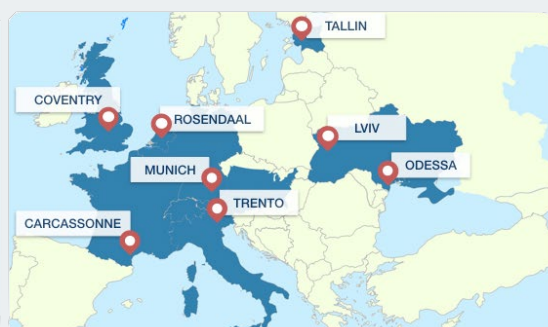 TALLIN
COVENTRY
ROSENDAAL
LVIV
MUNICH
ODESSA
TRENTO
CARCASSONNE